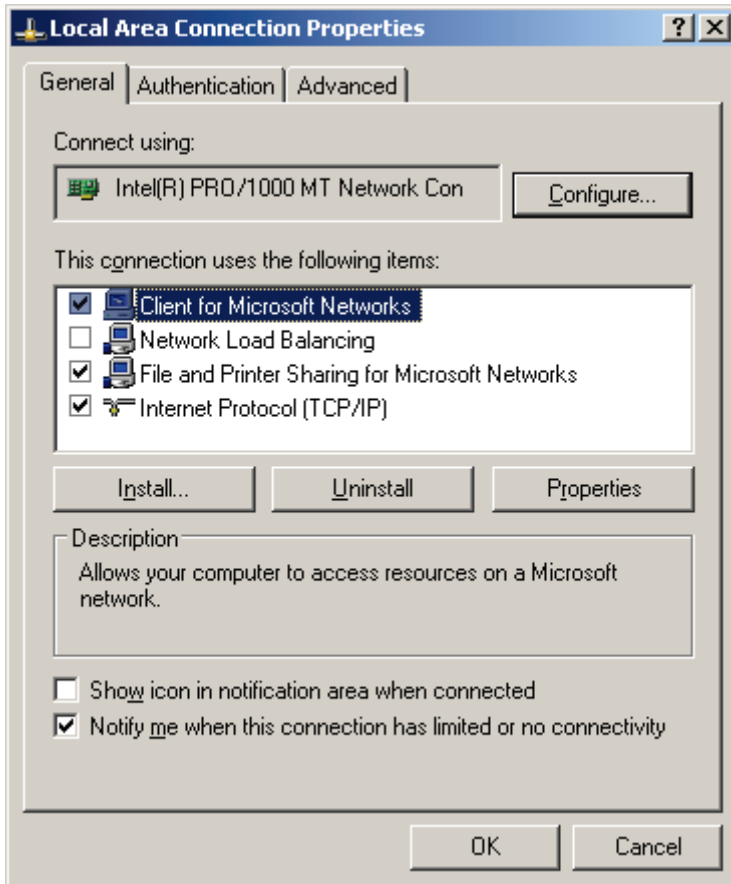 Local Area Connection Properties
General Authentication Advanced
Connect using:
Intel(R) PRO/1000 MT Network Con
Configure...
This connection uses the following items:
Client for Microsoft Networks
Network Load Balancing
File and Printer Sharing for Microsoft Networks
Internet Protocol (TCP/IP)
Install... Uninstall Properties
Description
Allows your computer to access resources on a Microsoft
network.
Show icon in notification area when connected
Notify me when this connection has limited or no connectivity
OK Cancel